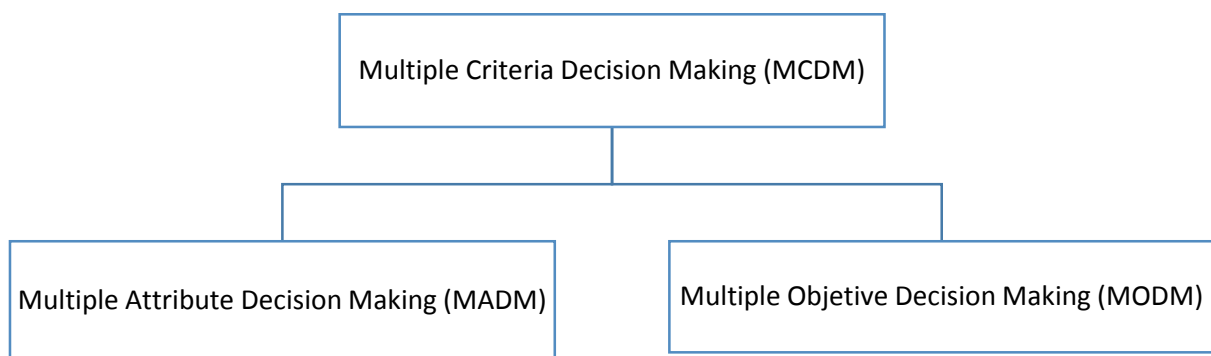 Multiple Criteria Decision Making (MCDM)
Multiple Attribute Decision Making (MADM)
Multiple Objetive Decision Making (MODM)